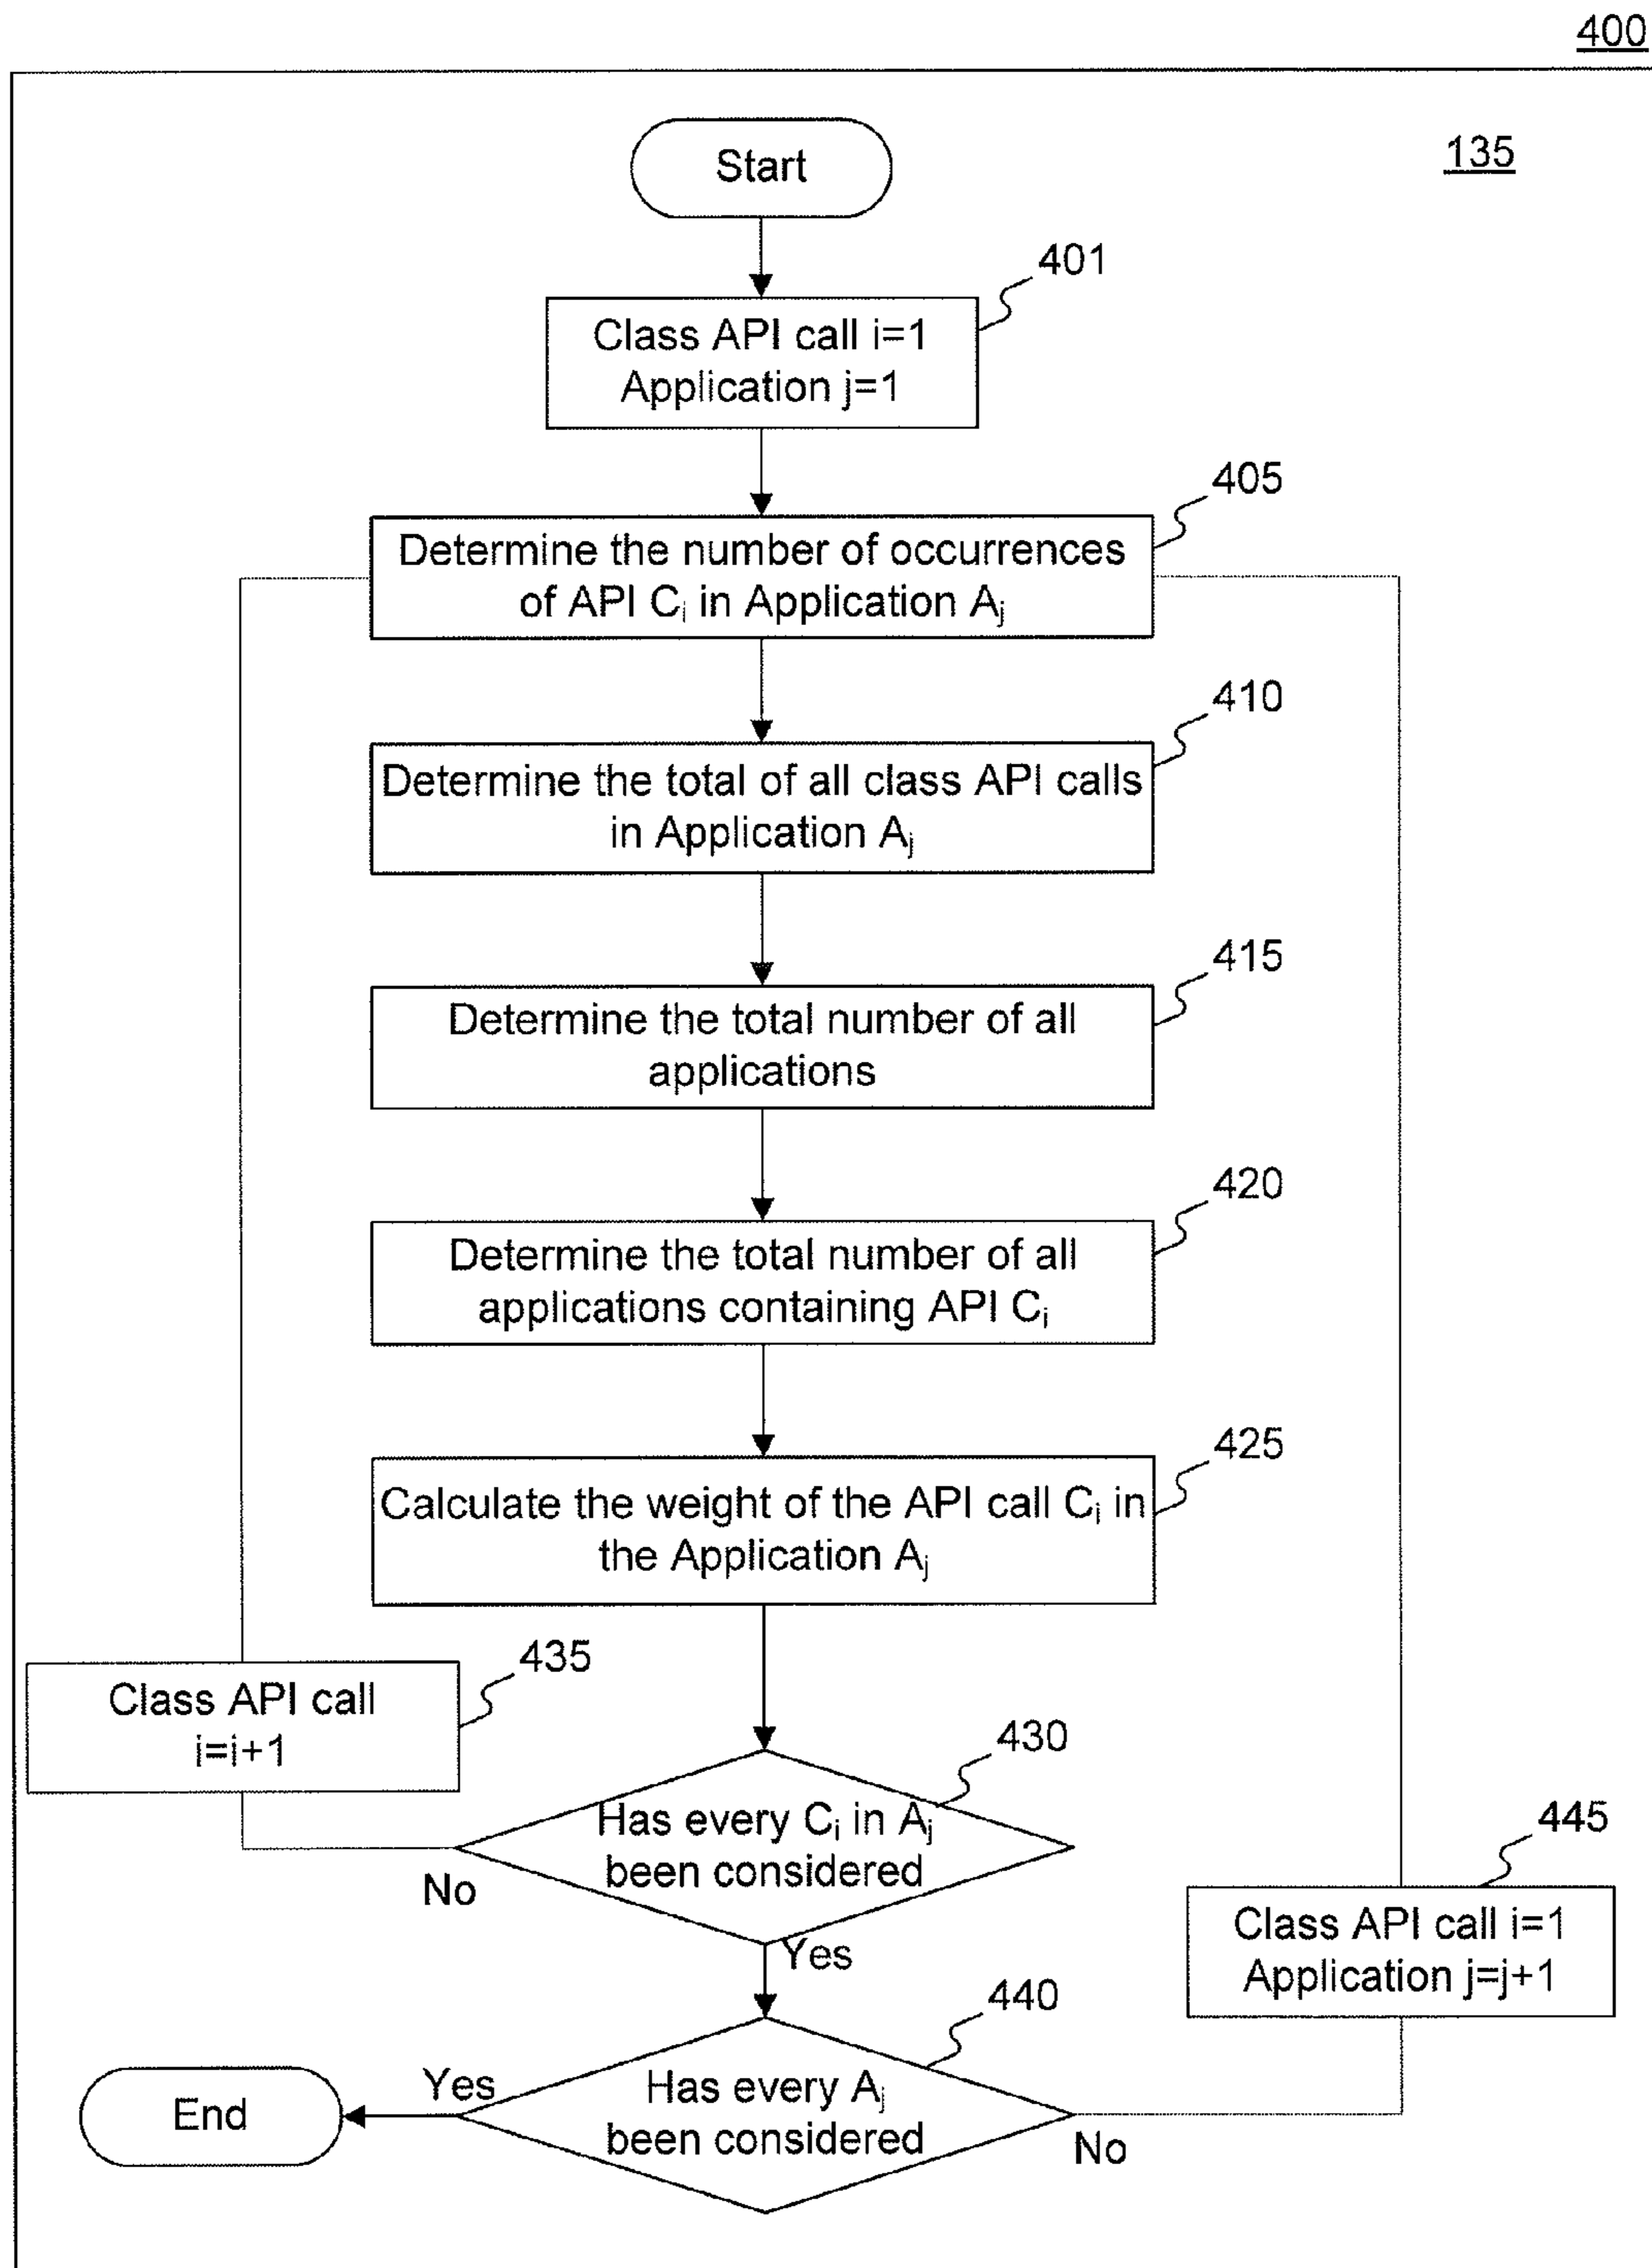 400
135
Start
401
Class API call i=1
Application j=1
405
Determine the number of occurrences
of API Ci in Application Aj
410
Determine the total of all class API calls
in Application Aj
415
Determine the total number of all
applications
420
Determine the total number of all
applications containing API Ci
425
Calculate the weight of the API call Ci in
the Application Aj
435
Class API call
i=i+1
430
Has every Ci in Aj
been considered
No
Yes
445
Class API call i=1
Application j=j+1
440
Has every Aj
been considered
Yes
No
End